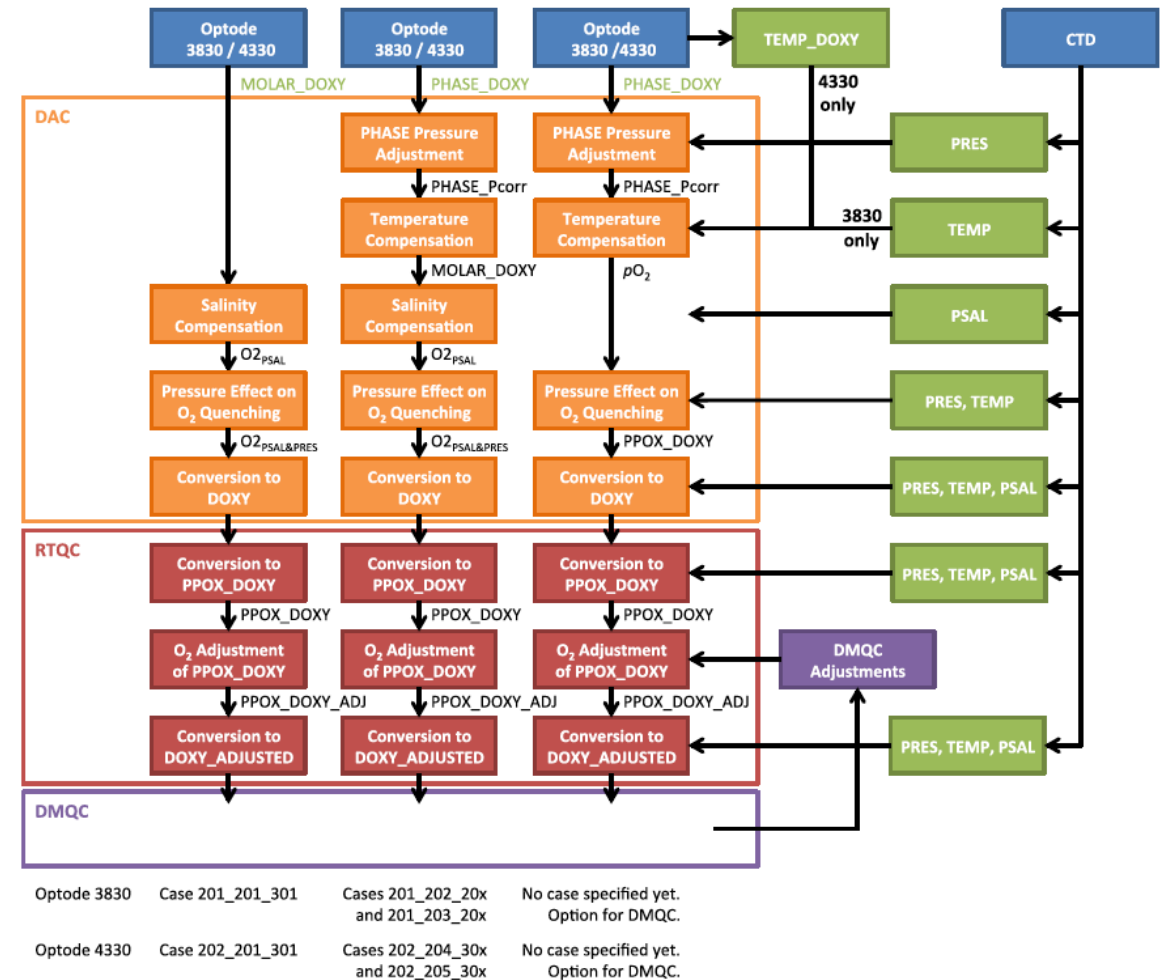 Optode
3830 / 4330
Optode
3830 / 4330
Optode
3830 /4330
TEMP_DOXY
CTD
MOLAR_DOXY
PHASE_DOXY
PHASE_DOXY
4330
only
DAC
PHASE Pressure
Adjustment
PHASE Pressure
Adjustment
PRES
PHASE_Pcorr
PHASE_Pcorr
Temperature
Compensation
Temperature
Compensation
3830
only
TEMP
MOLAR_DOXY
pO2
Salinity
Compensation
Salinity
Compensation
PSAL
O2PSAL
O2PSAL
Pressure Effect on
O2 Quenching
Pressure Effect on
O2 Quenching
Pressure Effect on
O2 Quenching
PRES, TEMP
O2PSAL&PRES
O2PSAL&PRES
PPOX_DOXY
Conversion to
DOXY
Conversion to
DOXY
Conversion to
DOXY
PRES, TEMP, PSAL
RTQC
Conversion to
PPOX_DOXY
Conversion to
PPOX_DOXY
Conversion to
PPOX_DOXY
PRES, TEMP, PSAL
PPOX_DOXY
PPOX_DOXY
PPOX_DOXY
O2 Adjustment
of PPOX_DOXY
O2 Adjustment
of PPOX_DOXY
O2 Adjustment
of PPOX_DOXY
DMQC
Adjustments
PPOX_DOXY_ADJ
PPOX_DOXY_ADJ
PPOX_DOXY_ADJ
Conversion to
DOXY_ADJUSTED
Conversion to
DOXY_ADJUSTED
Conversion to
DOXY_ADJUSTED
PRES, TEMP, PSAL
DMQC
Optode 3830
Case 201_201_301
Cases 201_202_20x
and 201_203_20x
No case specified yet.
Option for DMQC.
Optode 4330
Case 202_201_301
Cases 202_204_30x
and 202_205_30x
No case specified yet.
Option for DMQC.